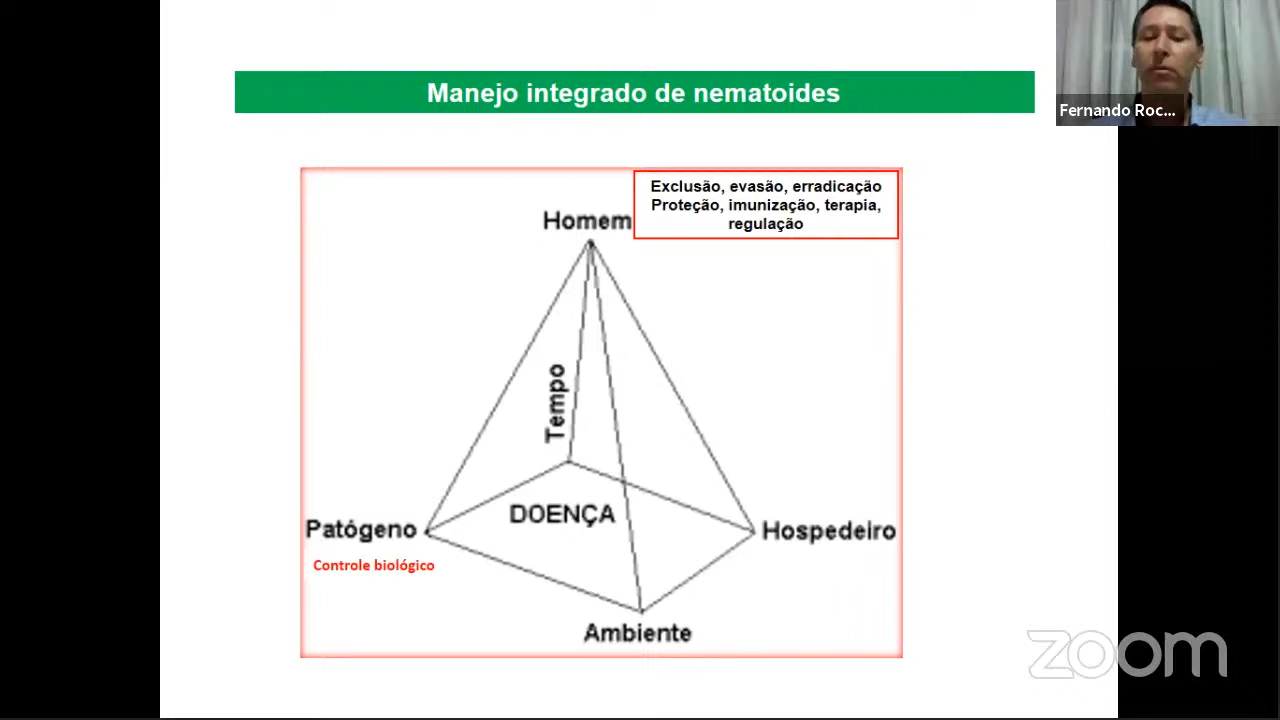 Manejo integrado de nematoides
Fernando Roc...
Exclusão, evasão, erradicação
Proteção, imunização, terapia,
regulação
Homem
Tempo
DOENÇA
Patógeno
Hospedeiro
Controle biológico
Ambiente
zoom